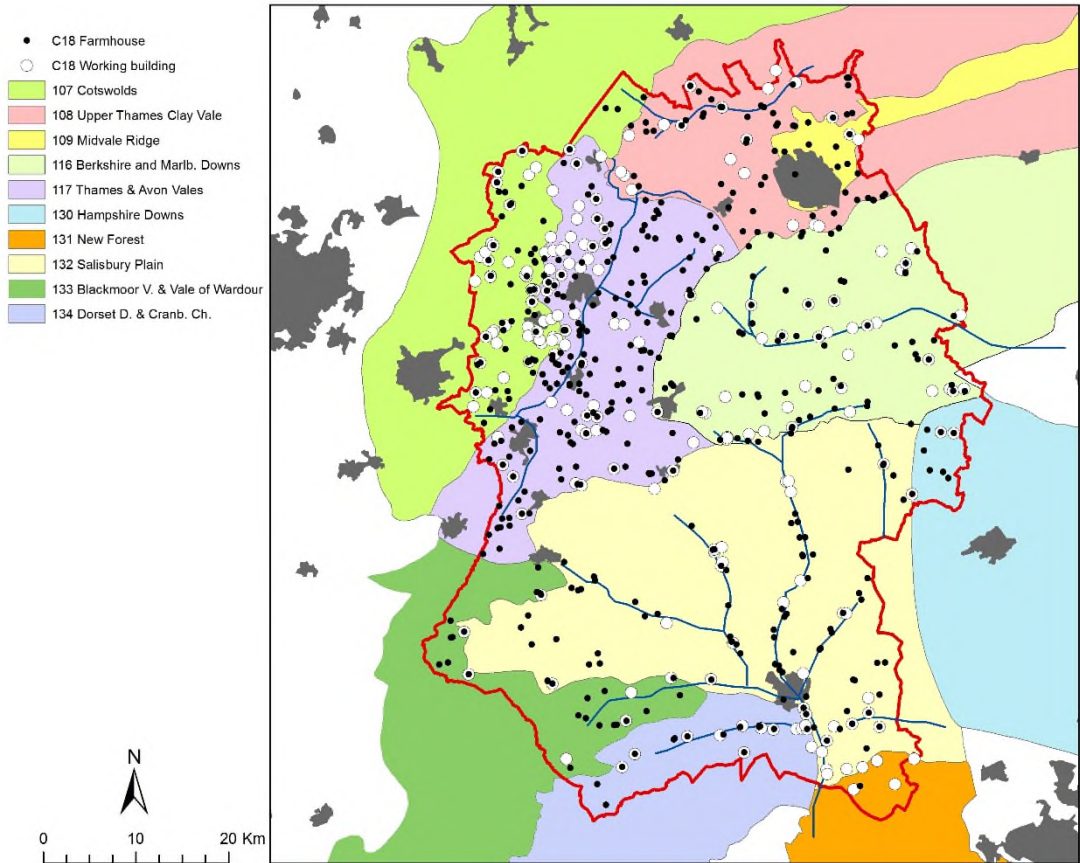 C18 Farmhouse
C18 Working building
107 Cotswolds
108 Upper Thames Clay Vale
109 Midvale Ridge
116 Berkshire and Marlb. Downs
117 Thames & Avon Vales
130 Hampshire Downs
131 New Forest
132 Salisbury Plain
133 Blackmoor V. & Vale of Wardour
134 Dorset D. & Cranb. Ch.
N
0 10 20 Km